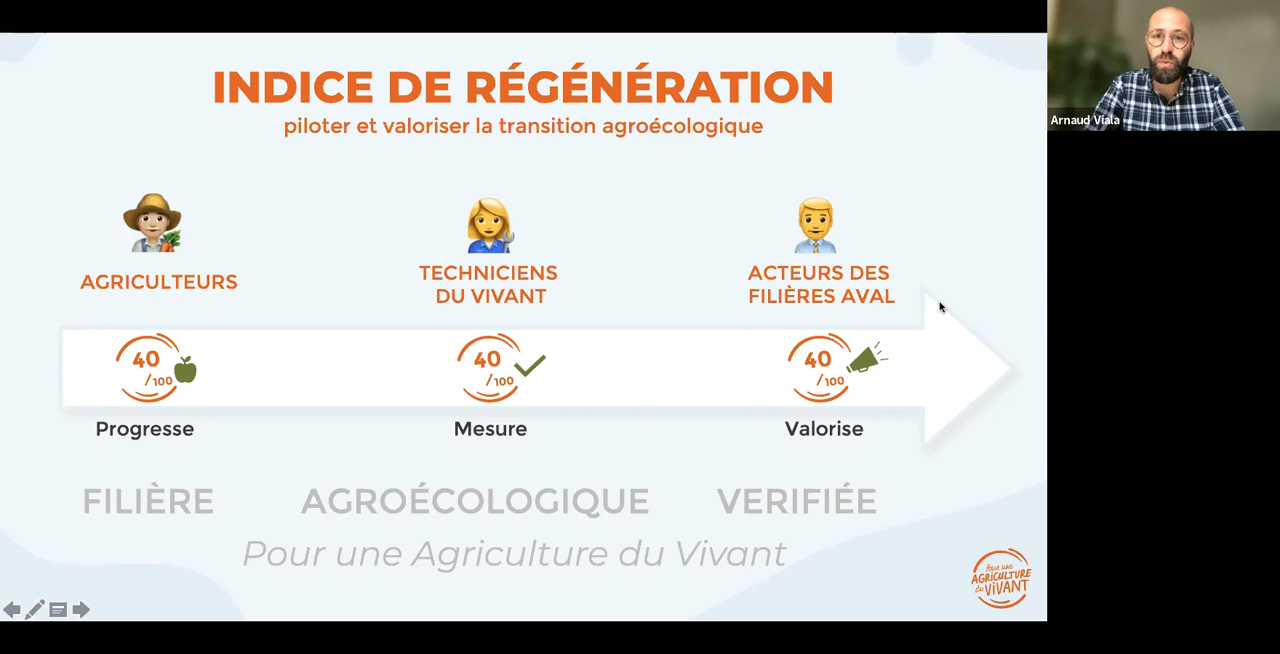 INDICE DE RÉGÉNÉRATION
piloter et valoriser la transition agroécologique
Arnaud Viala
AGRICULTEURS
TECHNICIENS
DU VIVANT
ACTEURS DES
FILIÈRES AVAL
40
/100
40
/100
40
/100
Progresse
Mesure
Valorise
FILIÈRE AGROÉCOLOGIQUE VERIFIÉE
Pour une Agriculture du Vivant
Pour une
AGRICULTURE
du VIVANT